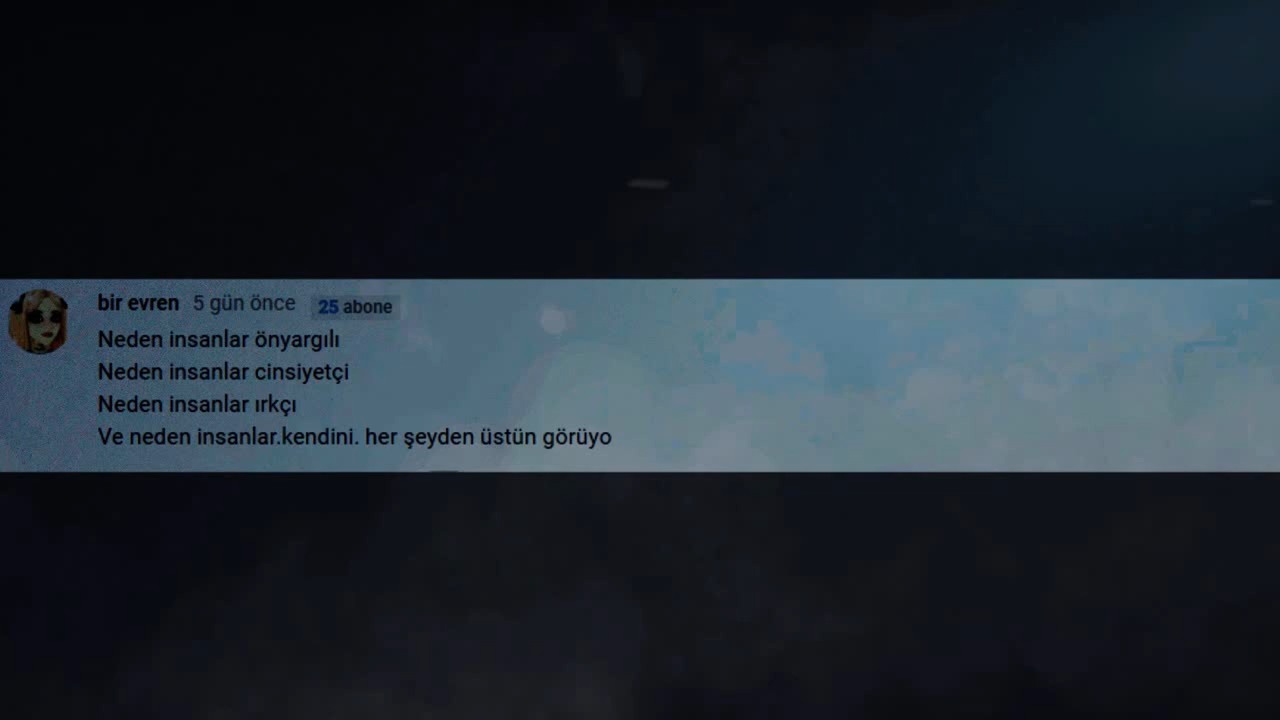 bir evren 5 gün önce 25 abone
Neden insanlar önyargılı
Neden insanlar cinsiyetçi
Neden insanlar ırkçı
Ve neden insanlar.kendini. her şeyden üstün görüyo